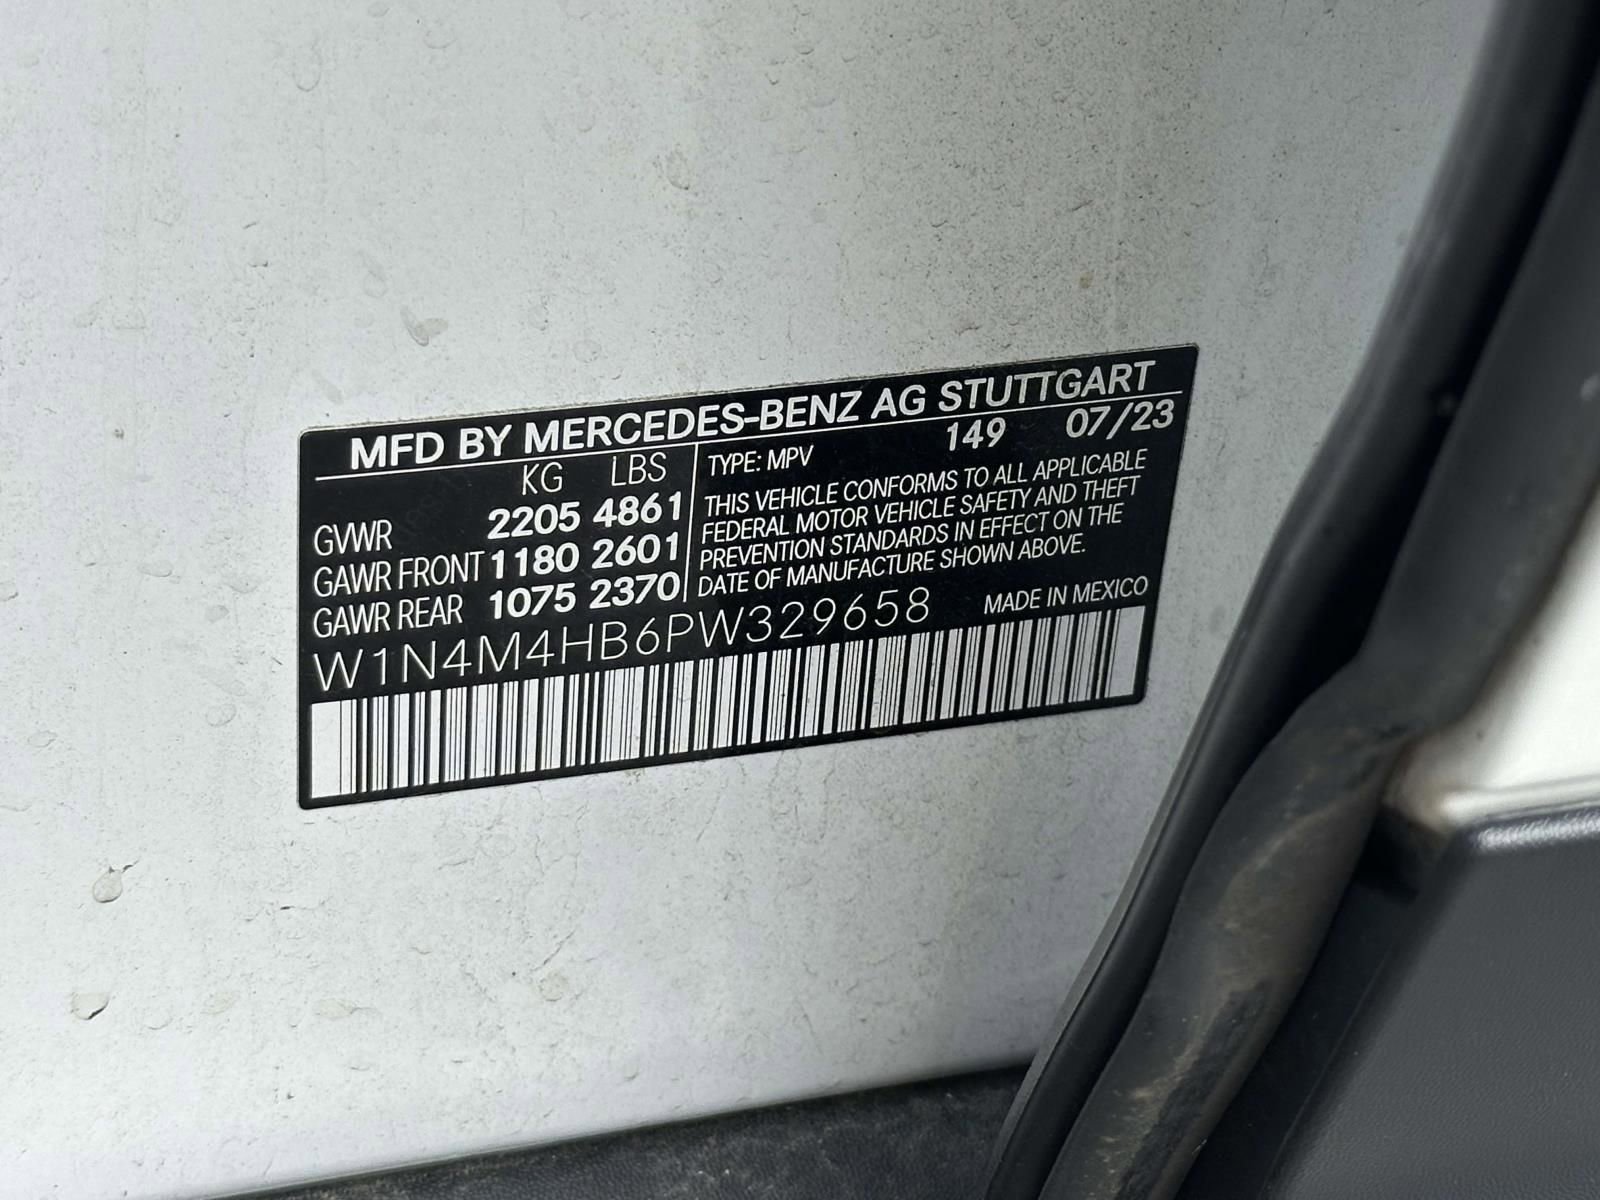 MFD BY MERCEDES-BENZ AG STUTTGART
KG LBS
GVWR 2205 4861
GAWR FRONT 1180 2601
GAWR REAR 1075 2370
TYPE: MPV 149 07/23
THIS VEHICLE CONFORMS TO ALL APPLICABLE
FEDERAL MOTOR VEHICLE SAFETY AND THEFT
PREVENTION STANDARDS IN EFFECT ON THE
DATE OF MANUFACTURE SHOWN ABOVE.
W1N4M4HB6PW329658 MADE IN MEXICO